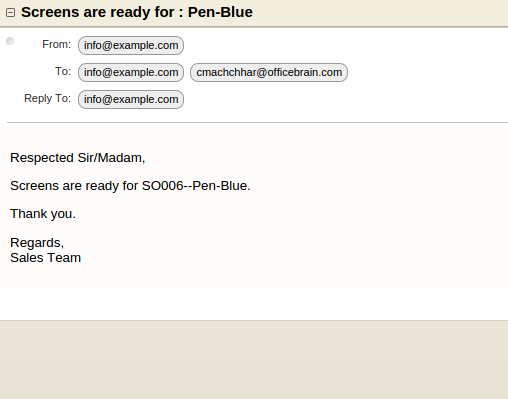 Screens are ready for : Pen-Blue
From: info@example.com
To: info@example.com cmachchhar@officebrain.com
Reply To: info@example.com
Respected Sir/Madam,
Screens are ready for SO006--Pen-Blue.
Thank you.
Regards,
Sales Team